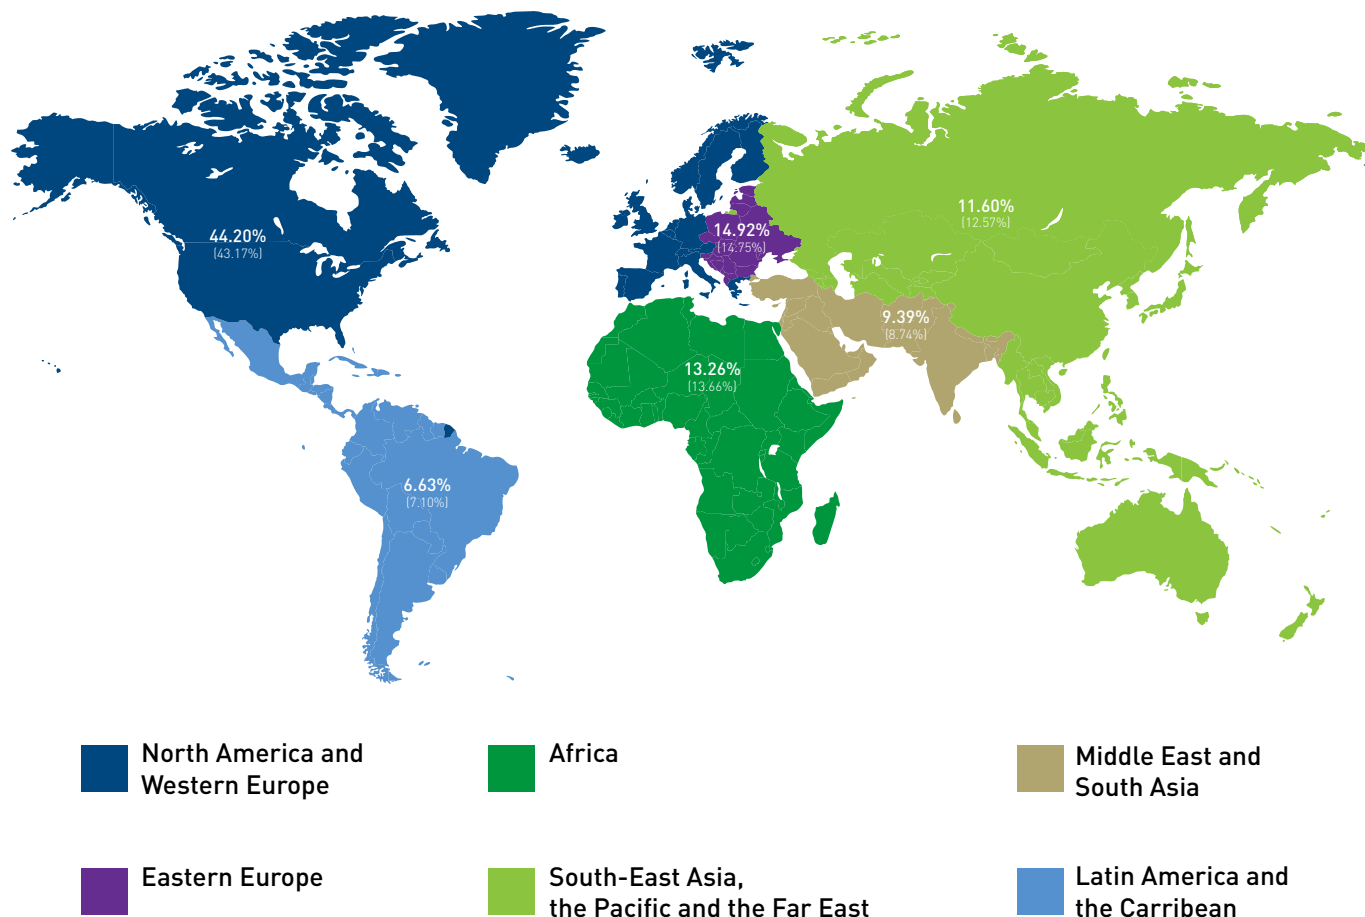 11.60%
(12.57%)
44.20%
(43.17%)
14.92%
(14.75%)
9.39%
(8.74%)
13.26%
(13.66%)
6.63%
(7.10%)
North America and
Western Europe
Africa
Middle East and
South Asia
Eastern Europe
South-East Asia,
the Pacific and the Far East
Latin America and
the Carribean